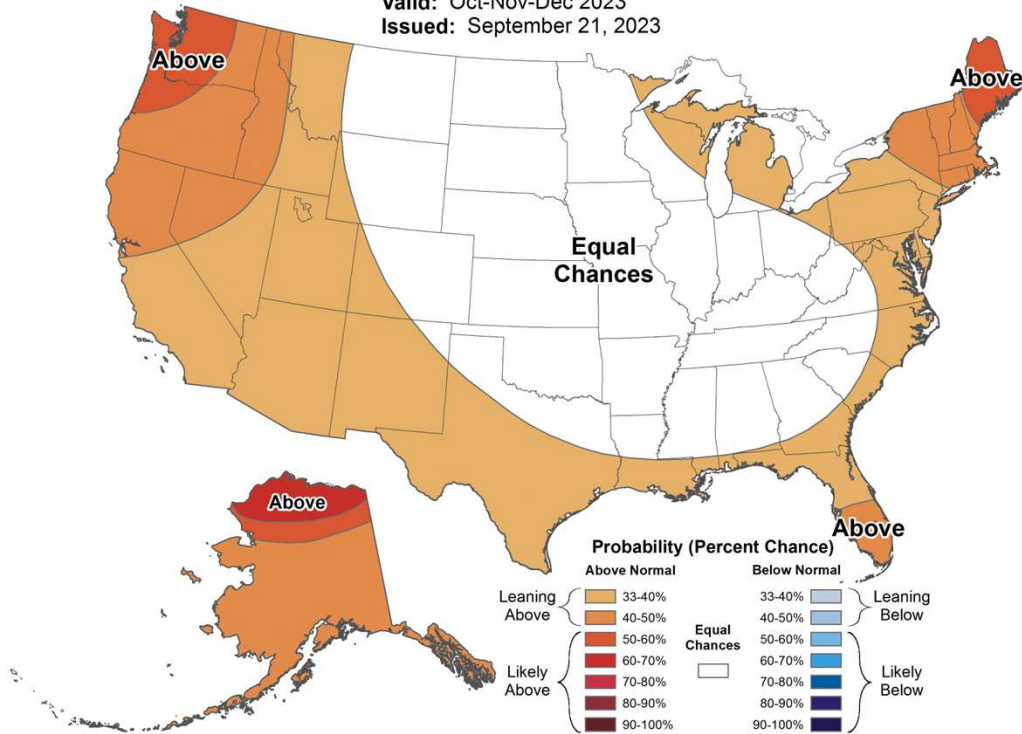 Valid: Oct-Nov-Dec 2023
Issued: September 21, 2023
Above
Above
Equal
Chances
Above
Above
Probability (Percent Chance)
Above Normal
Below Normal
Leaning
Above
33-40%
40-50%
Likely
Above
50-60%
60-70%
70-80%
80-90%
90-100%
Equal
Chances
33-40%
40-50%
Leaning
Below
50-60%
60-70%
70-80%
80-90%
90-100%
Likely
Below